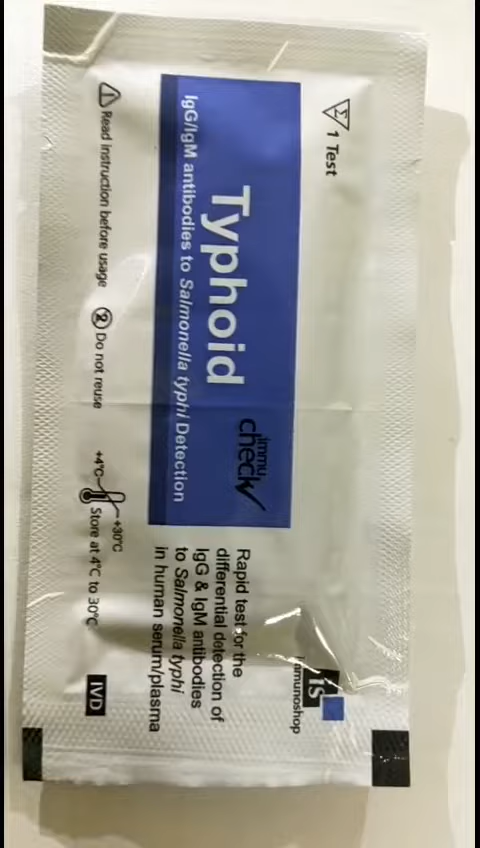 Σ 1 Test
Typhoid
IgG/IgM antibodies to Salmonella typhi Detection
immu
check
Read instruction before usage
2 Do not reuse
+4°C
+30°C
Store at 4°C to 30°C
IVD
iS
immunoshop
Rapid test for the
differential detection of
IgG & IgM antibodies
to Salmonella typhi
in human serum/plasma